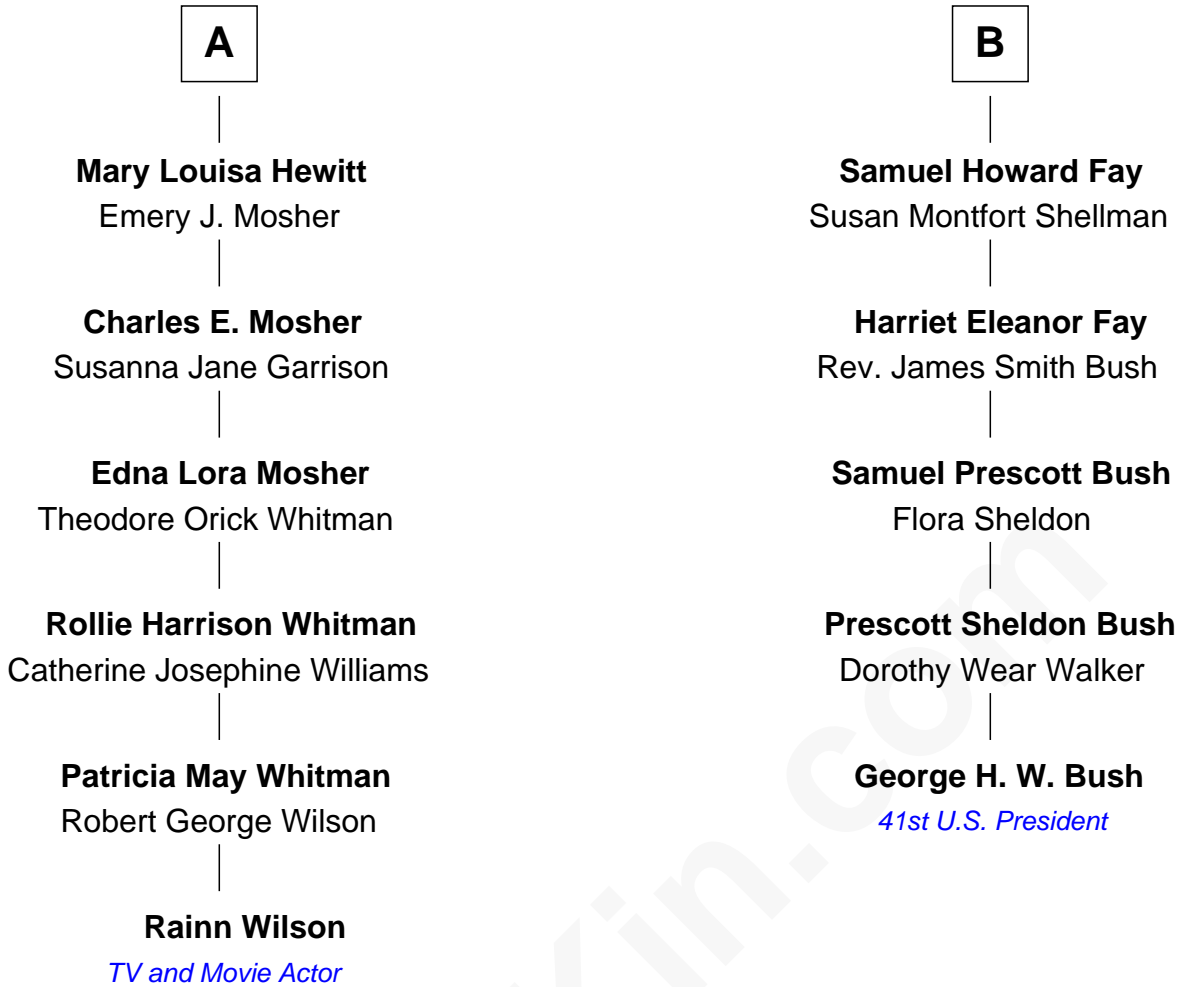 A
Mary Louisa Hewitt
Emery J. Mosher
Charles E. Mosher
Susanna Jane Garrison
Edna Lora Mosher
Theodore Orick Whitman
Rollie Harrison Whitman
Catherine Josephine Williams
Patricia May Whitman
Robert George Wilson
Rainn Wilson
TV and Movie Actor
B
Samuel Howard Fay
Susan Montfort Shellman
Harriet Eleanor Fay
Rev. James Smith Bush
Samuel Prescott Bush
Flora Sheldon
Prescott Sheldon Bush
Dorothy Wear Walker
George H. W. Bush
41st U.S. President
Kin.com